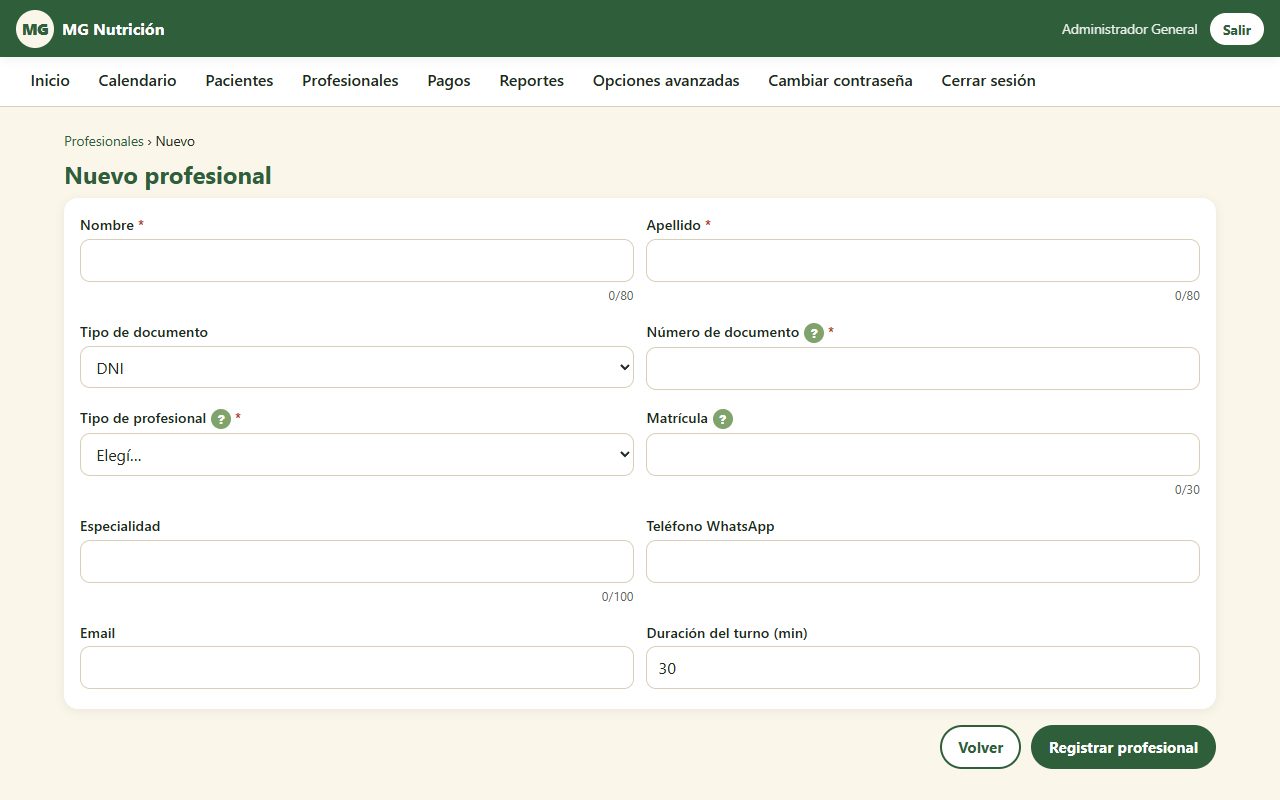 MG MG Nutrición Administrador General Salir
Inicio Calendario Pacientes Profesionales Pagos Reportes Opciones avanzadas Cambiar contraseña Cerrar sesión
Profesionales › Nuevo
Nuevo profesional
Nombre * Apellido *
0/80 0/80
Tipo de documento Número de documento ? *
DNI
Tipo de profesional ? * Matrícula ?
Elegí...
0/30
Especialidad Teléfono WhatsApp
0/100
Email Duración del turno (min)
30
Volver Registrar profesional